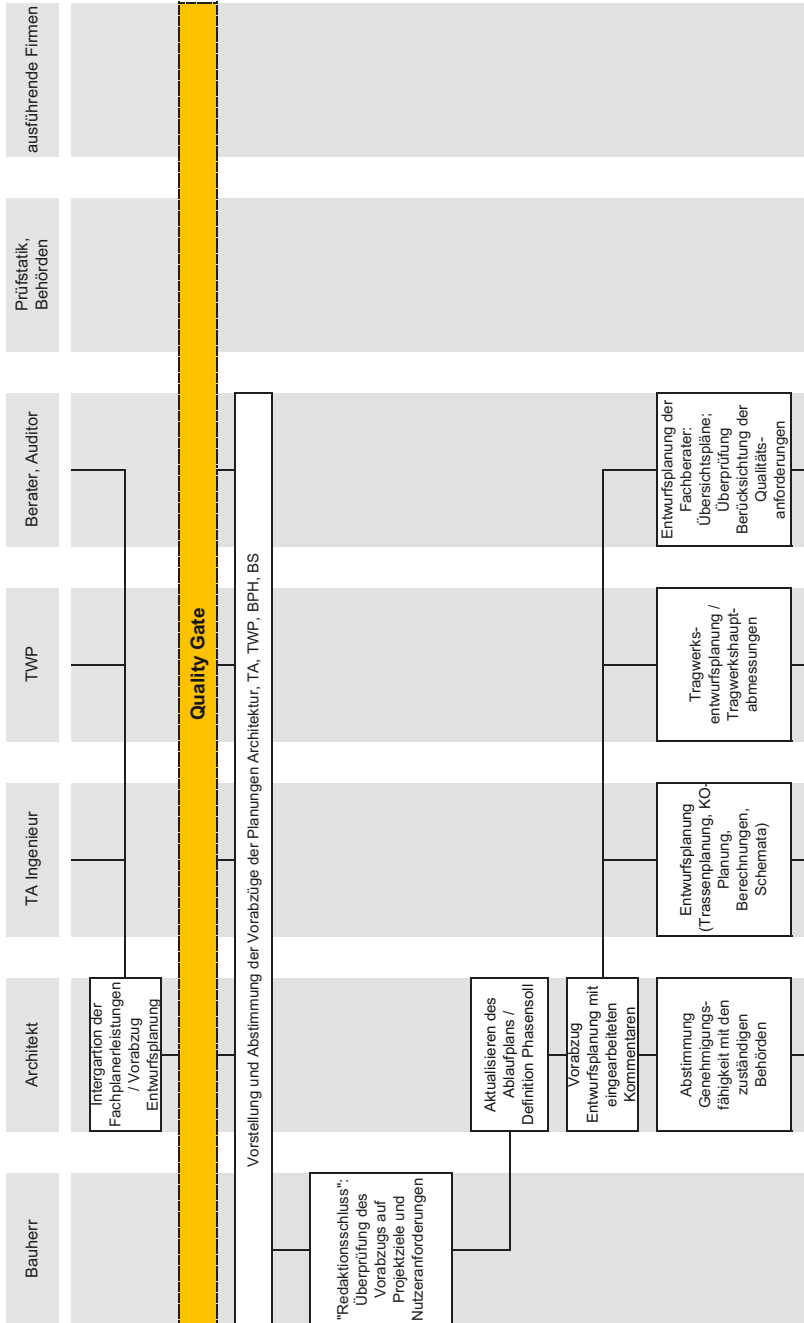 Bauherr
Architekt
TA Ingenieur
TWP
Berater, Auditor
Prüfstatik,
Behörden
ausführende Firmen
Intergartion der
Fachplanerleistungen
/ Vorabzug
Entwurfsplanung
Quality Gate
Vorstellung und Abstimmung der Vorabzüge der Planungen Architektur, TA, TWP, BPH, BS
"Redaktionsschluss":
Überprüfung des
Vorabzugs auf
Projektziele und
Nutzeranforderungen
Aktualisieren des
Ablaufplans /
Definition Phasensoll
Vorabzug
Entwurfsplanung mit
eingearbeiteten
Kommentaren
Abstimmung
Genehmigungs-
fähigkeit mit den
zuständigen
Behörden
Entwurfsplanung
(Trassenplanung, KO-
Planung,
Berechnungen,
Schemata)
Tragwerks-
entwurfsplanung /
Tragwerkshaupt-
abmessungen
Entwurfsplanung der
Fachberater:
Übersichtspläne;
Überprüfung
Berücksichtung der
Qualitäts-
anforderungen